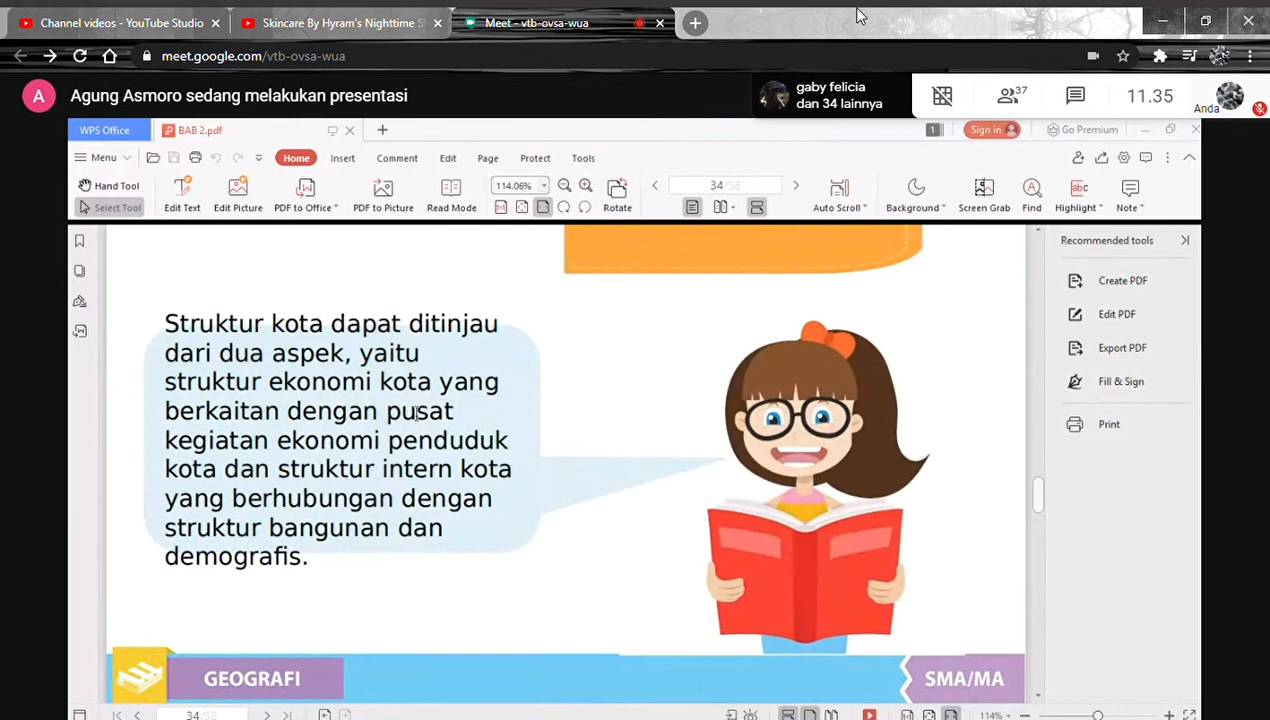 Channel videos - YouTube Studio
Skincare By Hyram's Nighttime S
Meet - vtb-ovsa-wua
meet.google.com/vtb-ovsa-wua
A
Agung Asmoro sedang melakukan presentasi
gaby felicia
dan 34 lainnya
37
11.35
Anda
WPS Office
BAB 2.pdf
1
Sign in
Go Premium
Menu
Home
Insert
Comment
Edit
Page
Protect
Tools
Hand Tool
Select Tool
Edit Text
Edit Picture
PDF to Office
PDF to Picture
Read Mode
114.06%
Rotate
34/58
Auto Scroll
Background
Screen Grab
Find
Highlight
Note
Recommended tools
Create PDF
Edit PDF
Export PDF
Fill & Sign
Print
Struktur kota dapat ditinjau
dari dua aspek, yaitu
struktur ekonomi kota yang
berkaitan dengan pusat
kegiatan ekonomi penduduk
kota dan struktur intern kota
yang berhubungan dengan
struktur bangunan dan
demografis.
GEOGRAFI
SMA/MA
34/58
114%